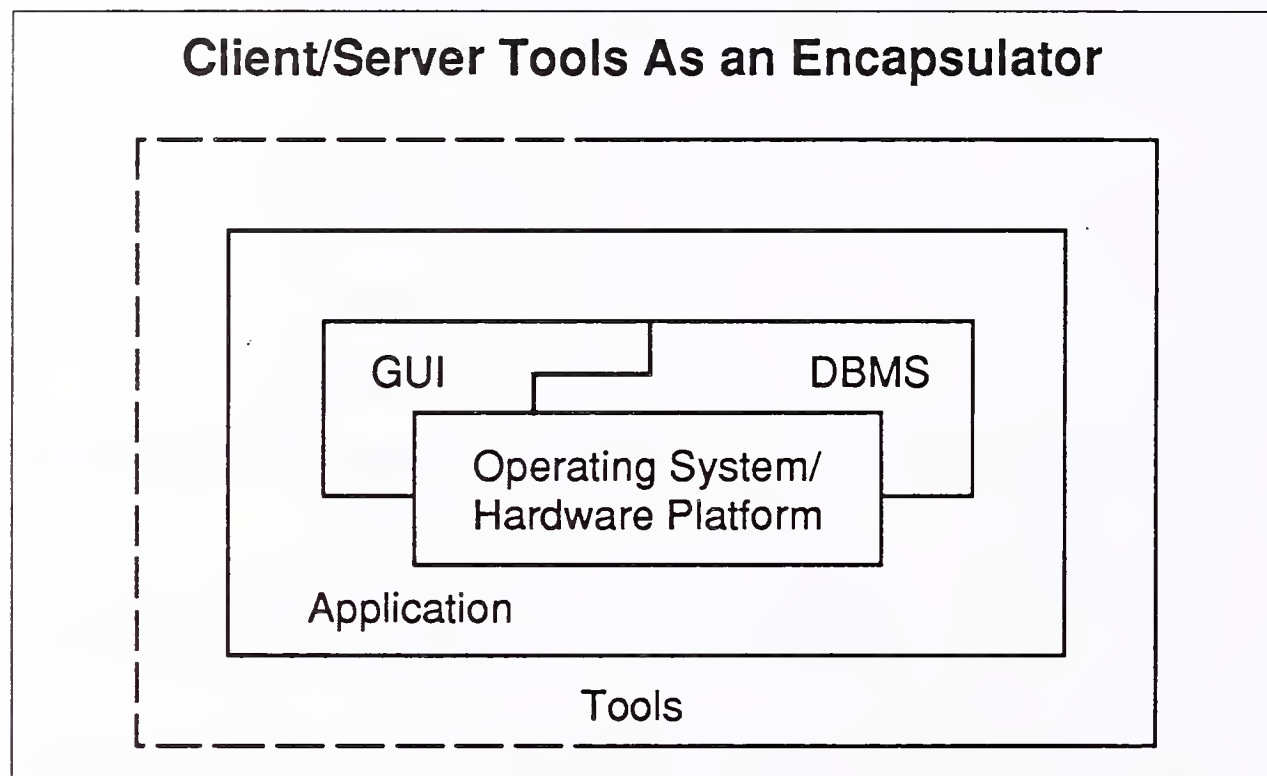 Client/Server Tools As an Encapsulator
GUI
DBMS
Operating System/
Hardware Platform
Application
Tools